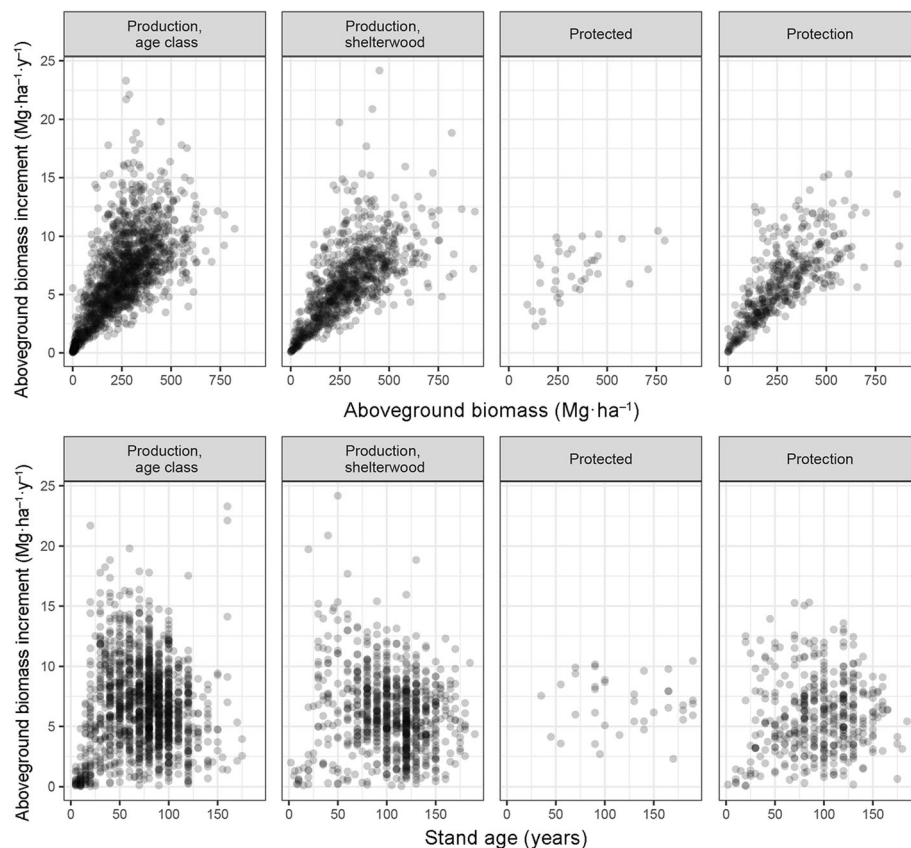 Production,
age class
Production,
shelterwood
Protected
Protection
Aboveground biomass increment (Mg·ha⁻¹·y⁻¹)
25
20
15
10
5
0
0 250 500 750
0 250 500 750
0 250 500 750
0 250 500 750
Aboveground biomass (Mg·ha⁻¹)
Production,
age class
Production,
shelterwood
Protected
Protection
Aboveground biomass increment (Mg·ha⁻¹·y⁻¹)
25
20
15
10
5
0
0 50 100 150
0 50 100 150
0 50 100 150
0 50 100 150
Stand age (years)